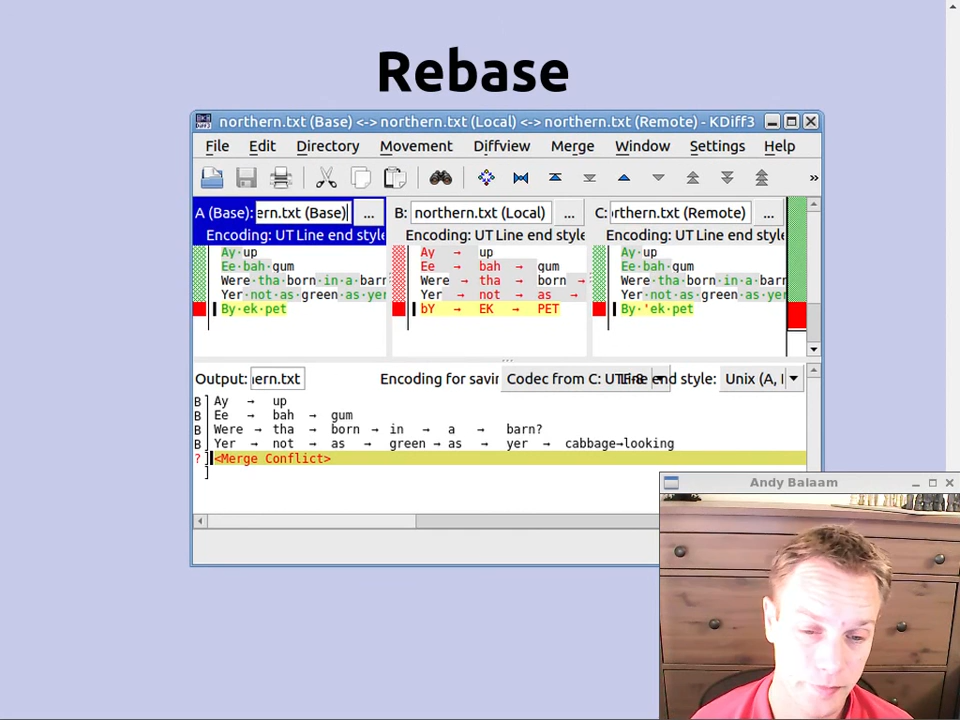 Rebase
northern.txt (Base) <-> northern.txt (Local) <-> northern.txt (Remote) - KDiff3
File Edit Directory Movement Diffview Merge Window Settings Help
»
A (Base): ern.txt (Base) ... B: northern.txt (Local) ... C: rthern.txt (Remote) ...
Encoding: UT Line end style Encoding: UT Line end style Encoding: UT Line end style
Ay·up Ay → up Ay·up
Ee·bah·gum Ee → bah → gum Ee·bah·gum
Were·tha·born·in·a·barn Were → tha → born → Were·tha·born·in·a·barn
Yer·not·as·green·as·yer Yer → not → as → Yer·not·as·green·as·yer
By·ek·pet bY → EK → PET By·'ek·pet
Output: ern.txt Encoding for savin Codec from C: UTF-8 Line end style: Unix (A,
B Ay → up
B Ee → bah → gum
B Were → tha → born → in → a → barn?
B Yer → not → as → green→as → yer → cabbage→looking
? <Merge Conflict>
Andy Balaam